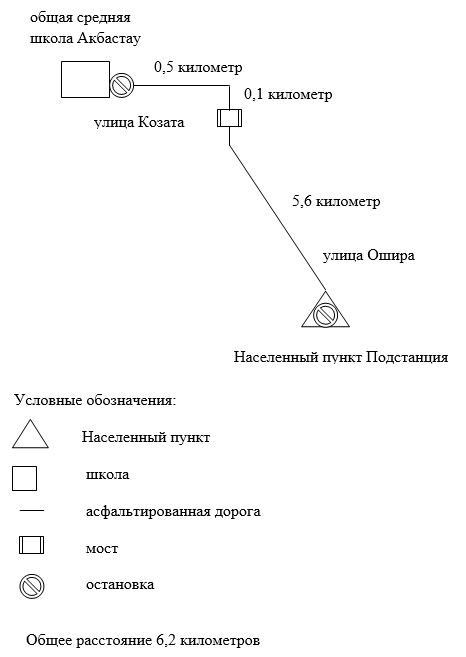 общая средняя
школа Акбастау
0,5 километр
0,1 километр
улица Козата
5,6 километр
улица Ошира
Населенный пункт Подстанция
Условные обозначения:
Населенный пункт
школа
асфальтированная дорога
мост
остановка
Общее расстояние 6,2 километров